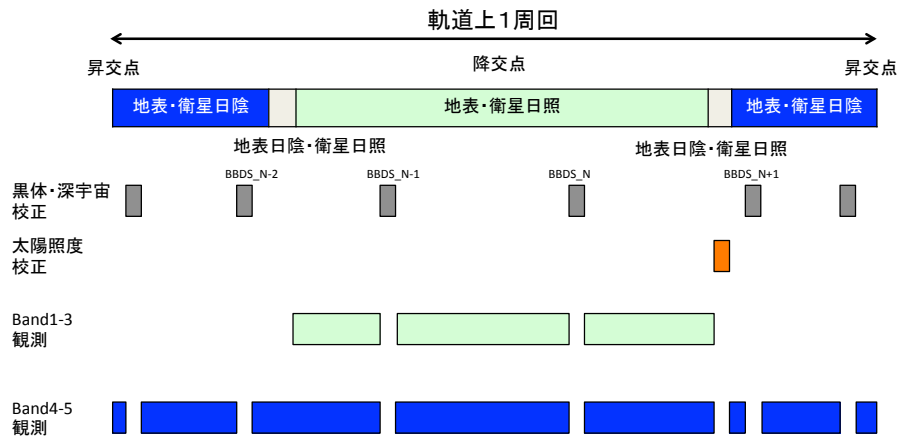 軌道上1周回
昇交点
降交点
昇交点
地表・衛星日陰
地表・衛星日照
地表・衛星日陰
地表日陰・衛星日照
地表日陰・衛星日照
黒体・深宇宙
校正
BBDS_N-2
BBDS_N-1
BBDS_N
BBDS_N+1
太陽照度
校正
Band1-3
観測
Band4-5
観測